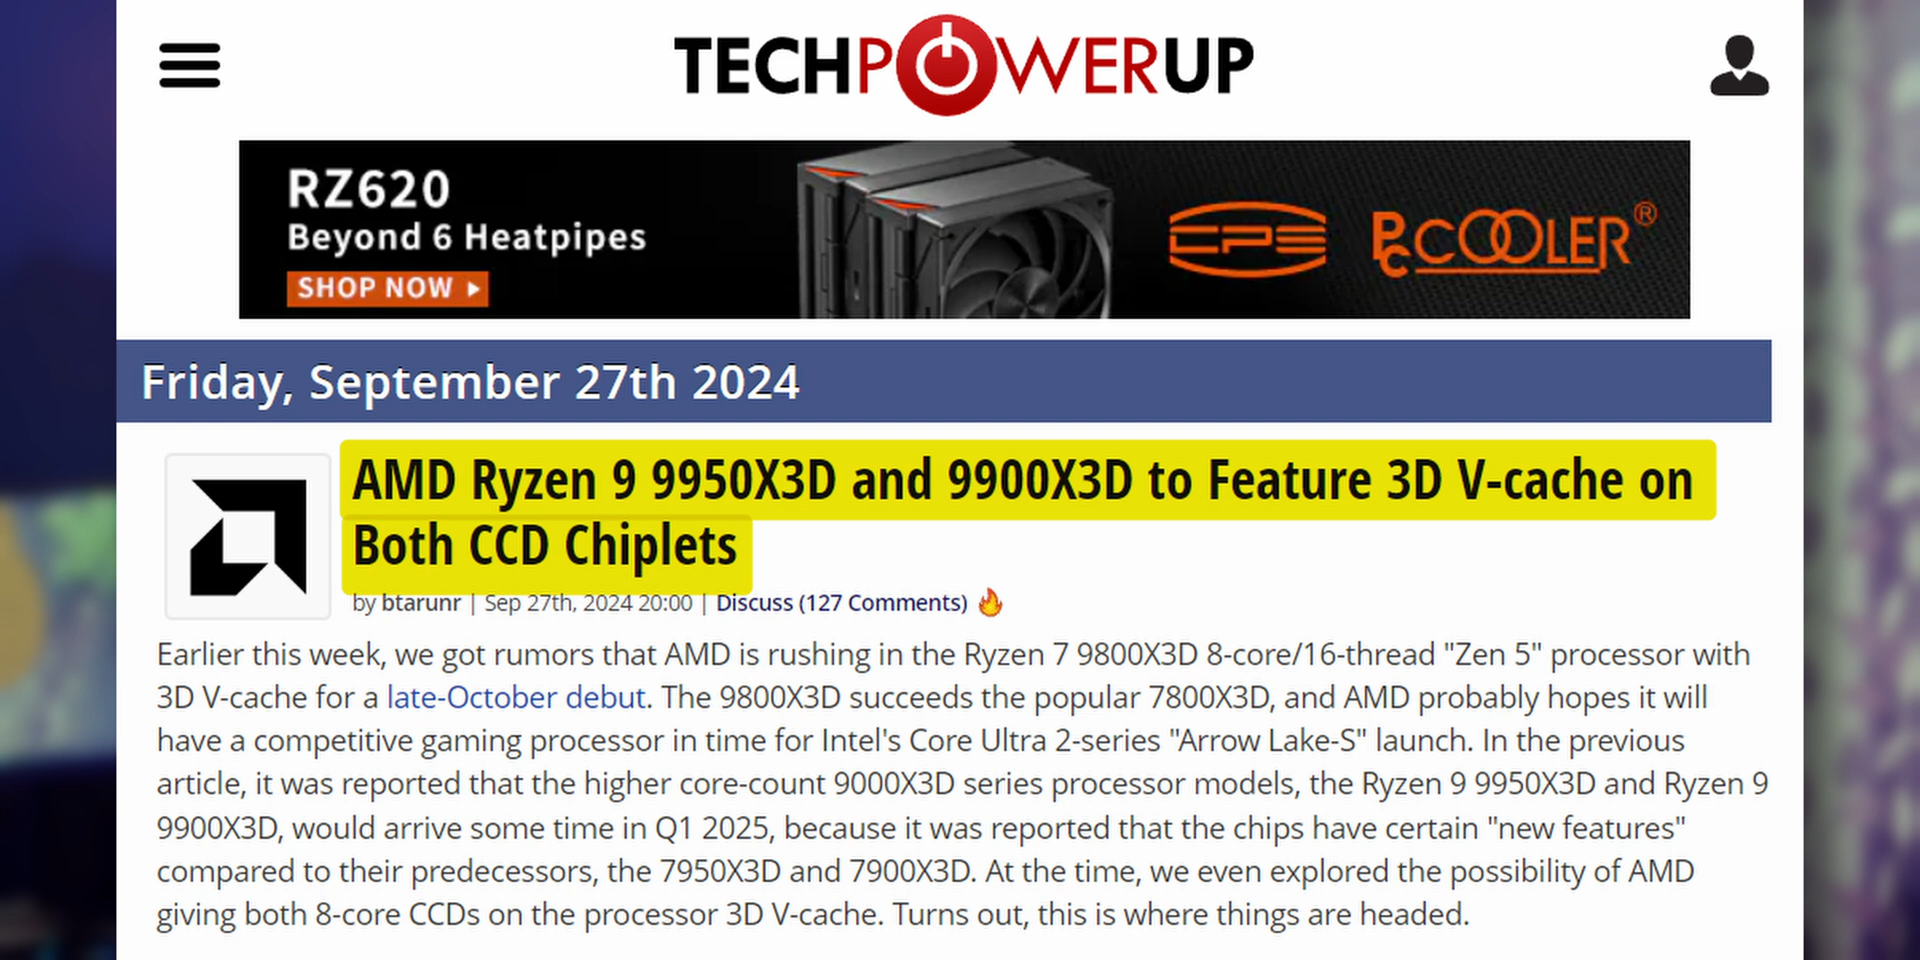 TECHPOWERUP
RZ620
Beyond 6 Heatpipes
SHOP NOW
CPS PCCOOLER®
Friday, September 27th 2024
AMD Ryzen 9 9950X3D and 9900X3D to Feature 3D V-cache on
Both CCD Chiplets
by btarunr | Sep 27th, 2024 20:00 | Discuss (127 Comments) 🔥
Earlier this week, we got rumors that AMD is rushing in the Ryzen 7 9800X3D 8-core/16-thread "Zen 5" processor with
3D V-cache for a late-October debut. The 9800X3D succeeds the popular 7800X3D, and AMD probably hopes it will
have a competitive gaming processor in time for Intel's Core Ultra 2-series "Arrow Lake-S" launch. In the previous
article, it was reported that the higher core-count 9000X3D series processor models, the Ryzen 9 9950X3D and Ryzen 9
9900X3D, would arrive some time in Q1 2025, because it was reported that the chips have certain "new features"
compared to their predecessors, the 7950X3D and 7900X3D. At the time, we even explored the possibility of AMD
giving both 8-core CCDs on the processor 3D V-cache. Turns out, this is where things are headed.